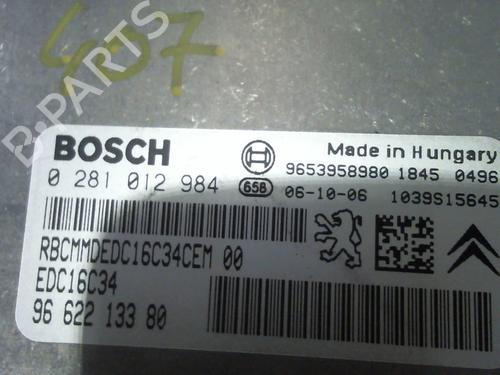 407
B-PARTS
BOSCH
Made in Hungary
0 281 012 984
9653958980 1845 0496
658 06-10-06 1039S15645
RBCMMDEDC16C34CEM 00
EDC16C34
96 622 133 80